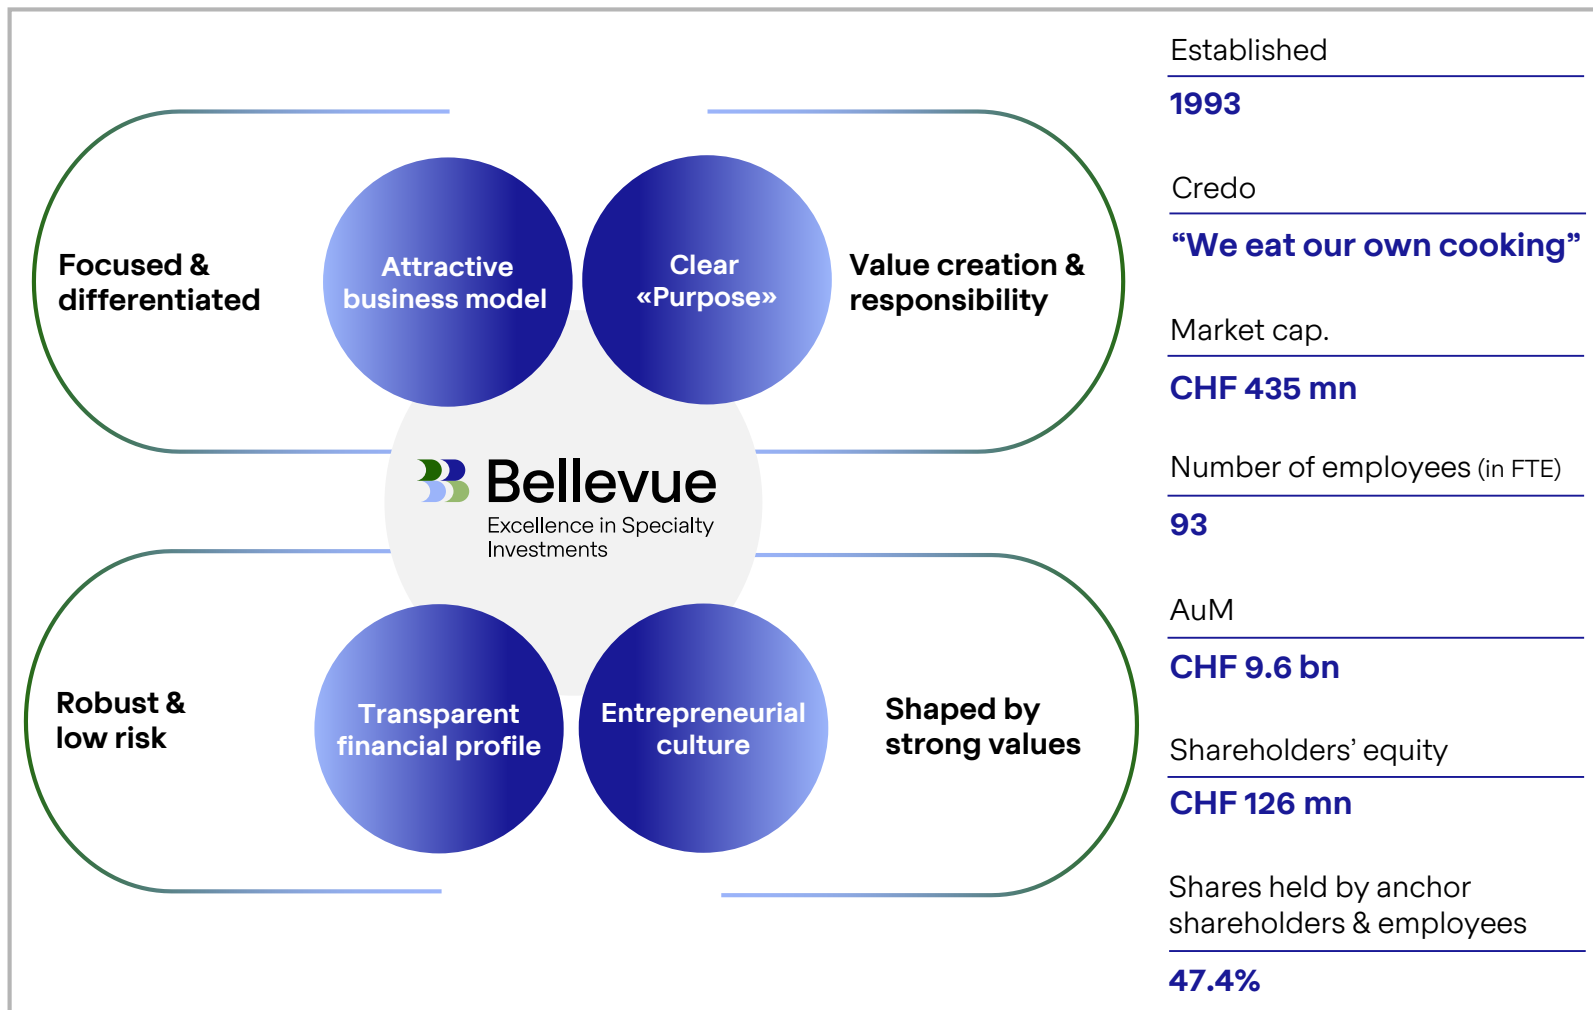 Focused &
differentiated
Attractive
business model
Clear
«Purpose»
Value creation &
responsibility
Bellevue
Excellence in Specialty
Investments
Robust &
low risk
Transparent
financial profile
Entrepreneurial
culture
Shaped by
strong values
Established
1993
Credo
“We eat our own cooking”
Market cap.
CHF 435 mn
Number of employees (in FTE)
93
AuM
CHF 9.6 bn
Shareholders’ equity
CHF 126 mn
Shares held by anchor
shareholders & employees
47.4%